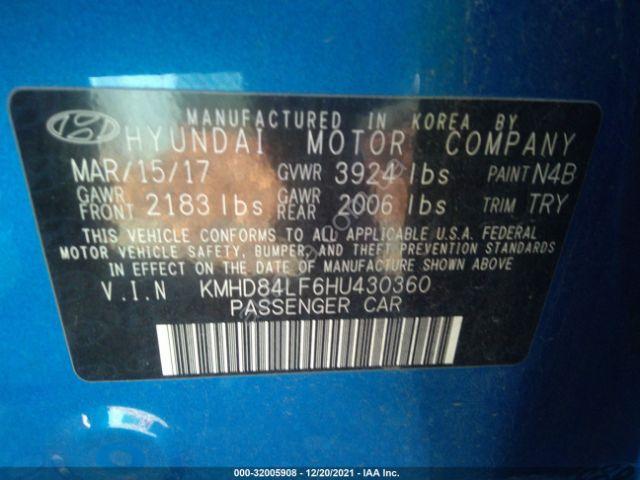 MANUFACTURED IN KOREA BY
HYUNDAI MOTOR COMPANY
MAR/15/17 GVWR 3924 lbs PAINT N4B
GAWR FRONT 2183 lbs GAWR REAR 2006 lbs TRIM TRY
THIS VEHICLE CONFORMS TO ALL APPLICABLE U.S.A. FEDERAL
MOTOR VEHICLE SAFETY, BUMPER, AND THEFT PREVENTION STANDARDS
IN EFFECT ON THE DATE OF MANUFACTURE SHOWN ABOVE
V.I.N KMHD84LF6HU430360
PASSENGER CAR
000-32005908 - 12/20/2021 - IAA Inc.